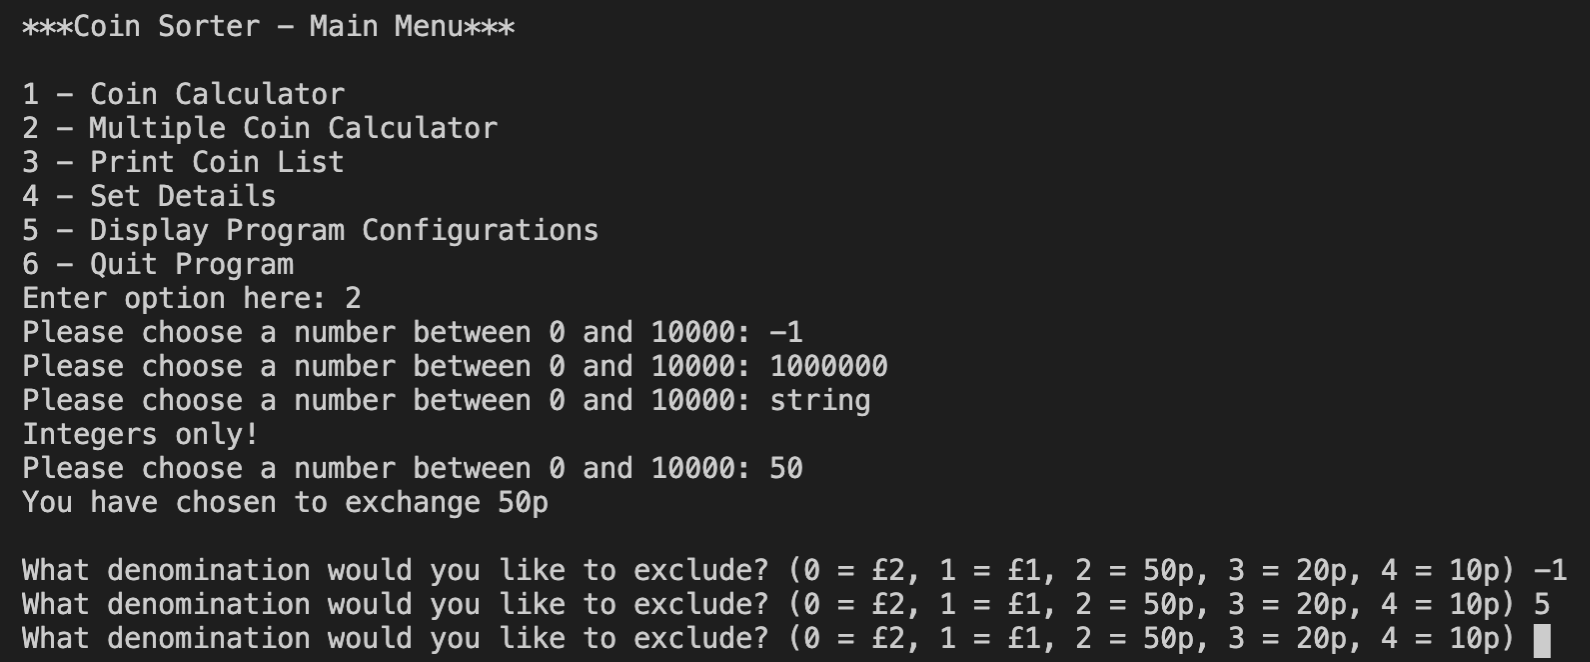 ***Coin Sorter – Main Menu***
1 – Coin Calculator
2 – Multiple Coin Calculator
3 – Print Coin List
4 – Set Details
5 – Display Program Configurations
6 – Quit Program
Enter option here: 2
Please choose a number between 0 and 10000: –1
Please choose a number between 0 and 10000: 1000000
Please choose a number between 0 and 10000: string
Integers only!
Please choose a number between 0 and 10000: 50
You have chosen to exchange 50p
What denomination would you like to exclude? (0 = £2, 1 = £1, 2 = 50p, 3 = 20p, 4 = 10p) –1
What denomination would you like to exclude? (0 = £2, 1 = £1, 2 = 50p, 3 = 20p, 4 = 10p) 5
What denomination would you like to exclude? (0 = £2, 1 = £1, 2 = 50p, 3 = 20p, 4 = 10p)